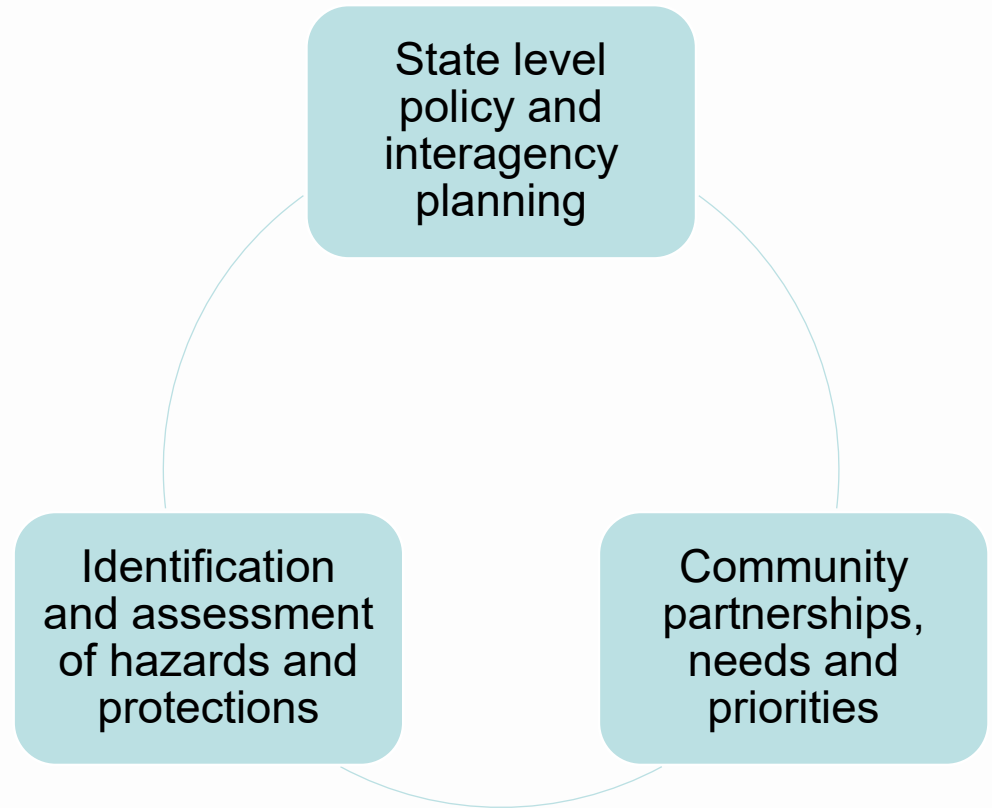 State level
policy and
interagency
planning
Identification
and assessment
of hazards and
protections
Community
partnerships,
needs and
priorities